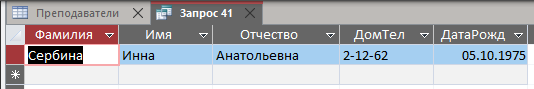 Преподаватели Запрос 41
Фамилия Имя Отчество ДомТел ДатаРожд
Сербина Инна Анатольевна 2-12-62 05.10.1975